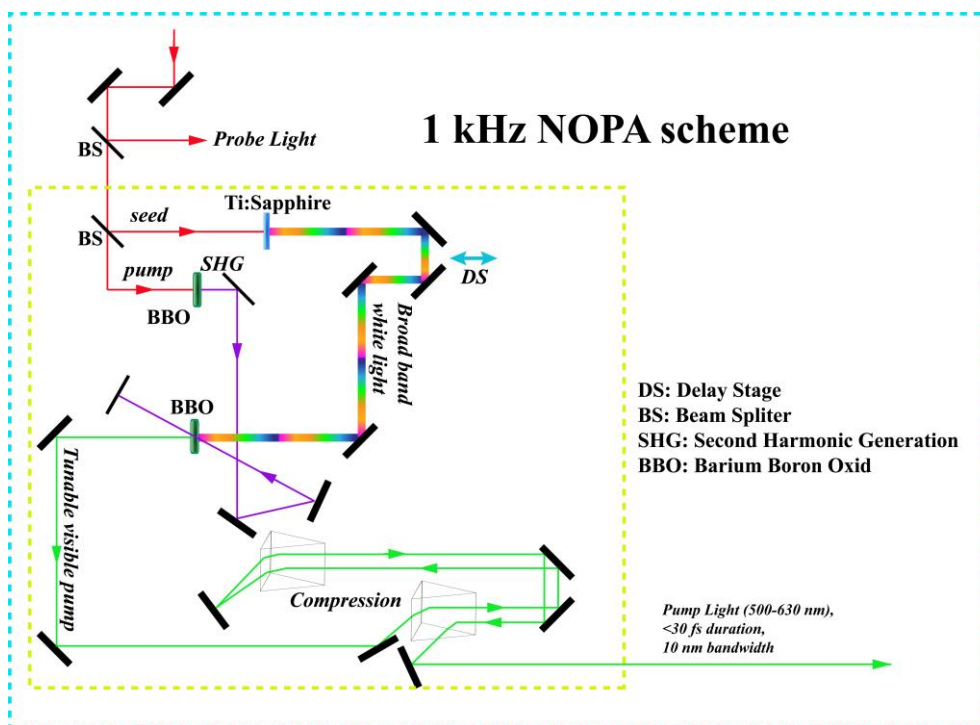 1 kHz NOPA scheme
BS
Probe Light
Ti:Sapphire
seed
BS
pump
SHG
DS
BBO
Broad band
white light
BBO
DS: Delay Stage
BS: Beam Spliter
SHG: Second Harmonic Generation
BBO: Barium Boron Oxid
Tunable visible pump
Compression
Pump Light (500-630 nm),
<30 fs duration,
10 nm bandwidth